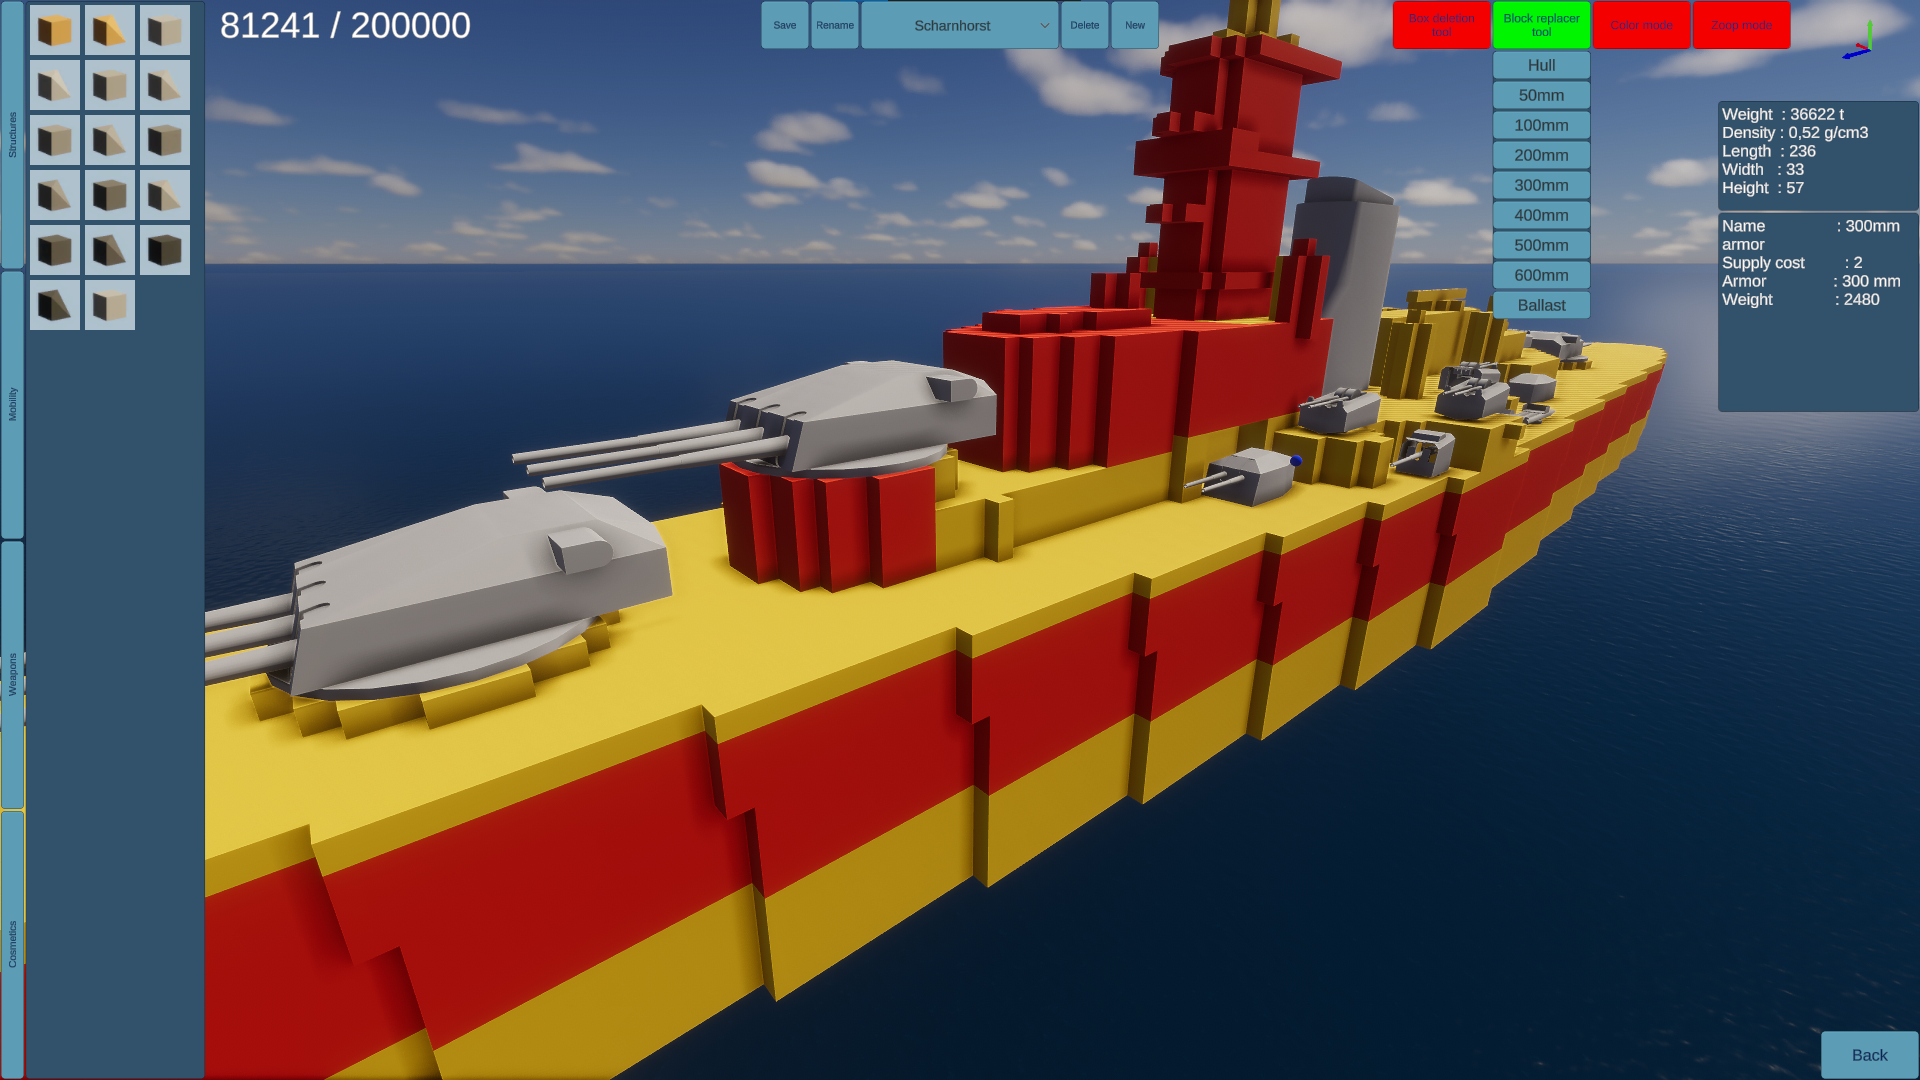 81241 / 200000
Save
Rename
Scharnhorst
Delete
New
Box deletion
tool
Block replacer
tool
Color mode
Zoop mode
Hull
50mm
100mm
200mm
300mm
400mm
500mm
600mm
Ballast
Weight : 36622 t
Density : 0,52 g/cm3
Length : 236
Width : 33
Height : 57
Name : 300mm
armor
Supply cost : 2
Armor : 300 mm
Weight : 2480
Structures
Mobility
Weapons
Cosmetics
Back